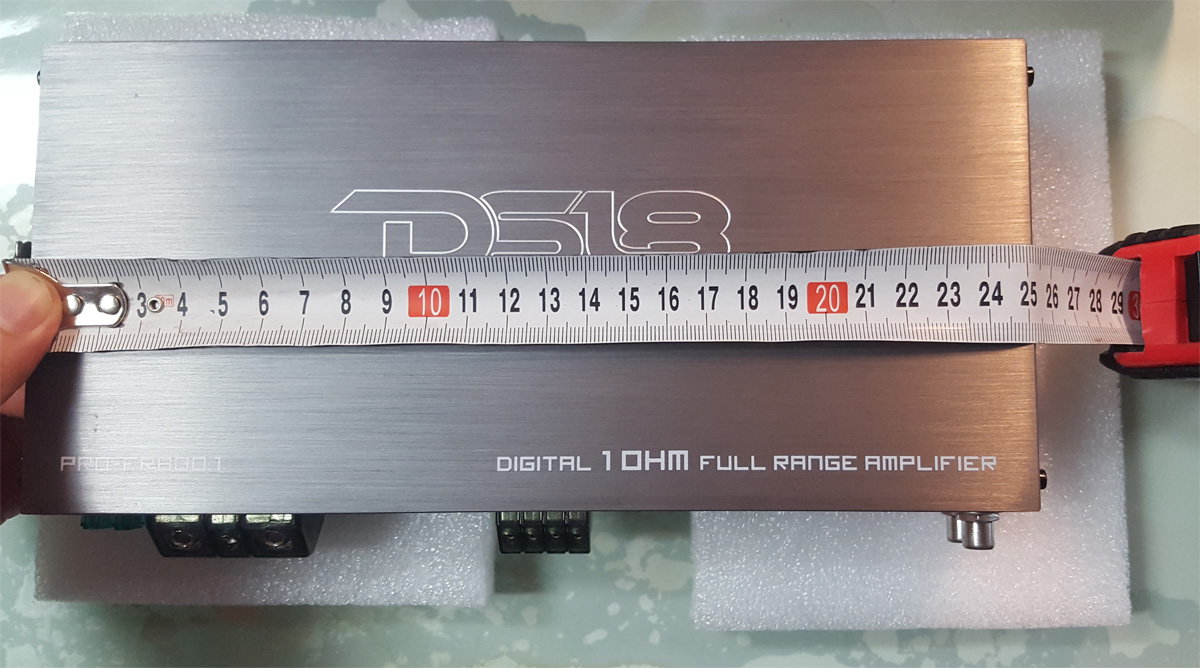 DS18
3 4 5 6 7 8 9 10 11 12 13 14 15 16 17 18 19 20 21 22 23 24 25 26 27 28 29
PRO-FR800.1
DIGITAL 1 OHM FULL RANGE AMPLIFIER